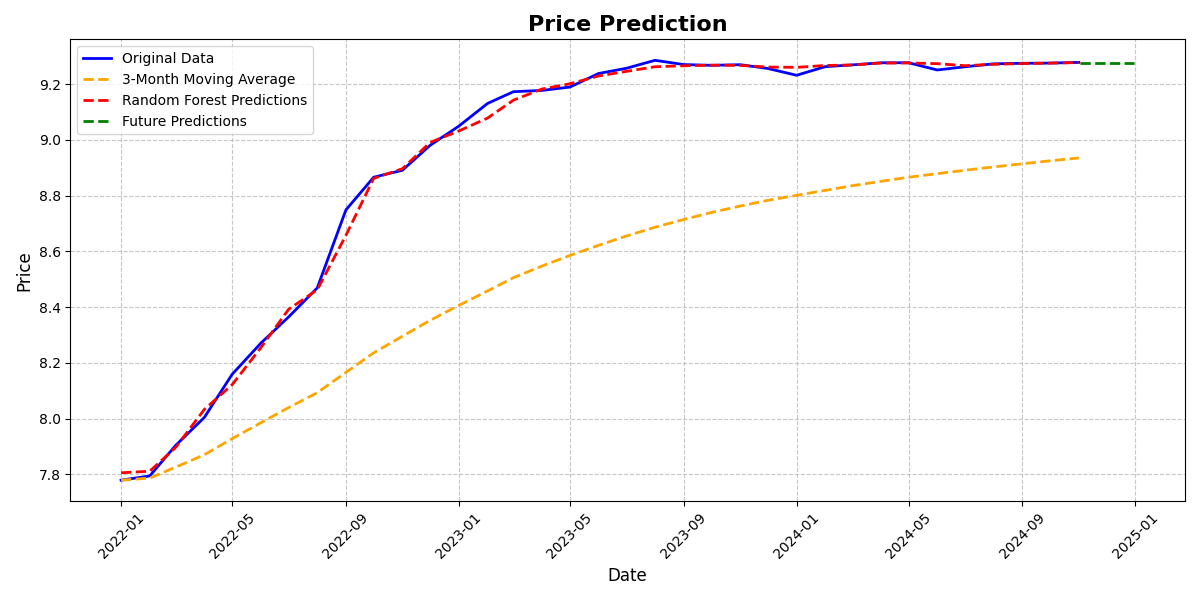 Price Prediction
Original Data
3-Month Moving Average
Random Forest Predictions
Future Predictions
Price
9.2
9.0
8.8
8.6
8.4
8.2
8.0
7.8
2022-01
2022-05
2022-09
2023-01
2023-05
2023-09
2024-01
2024-05
2024-09
2025-01
Date